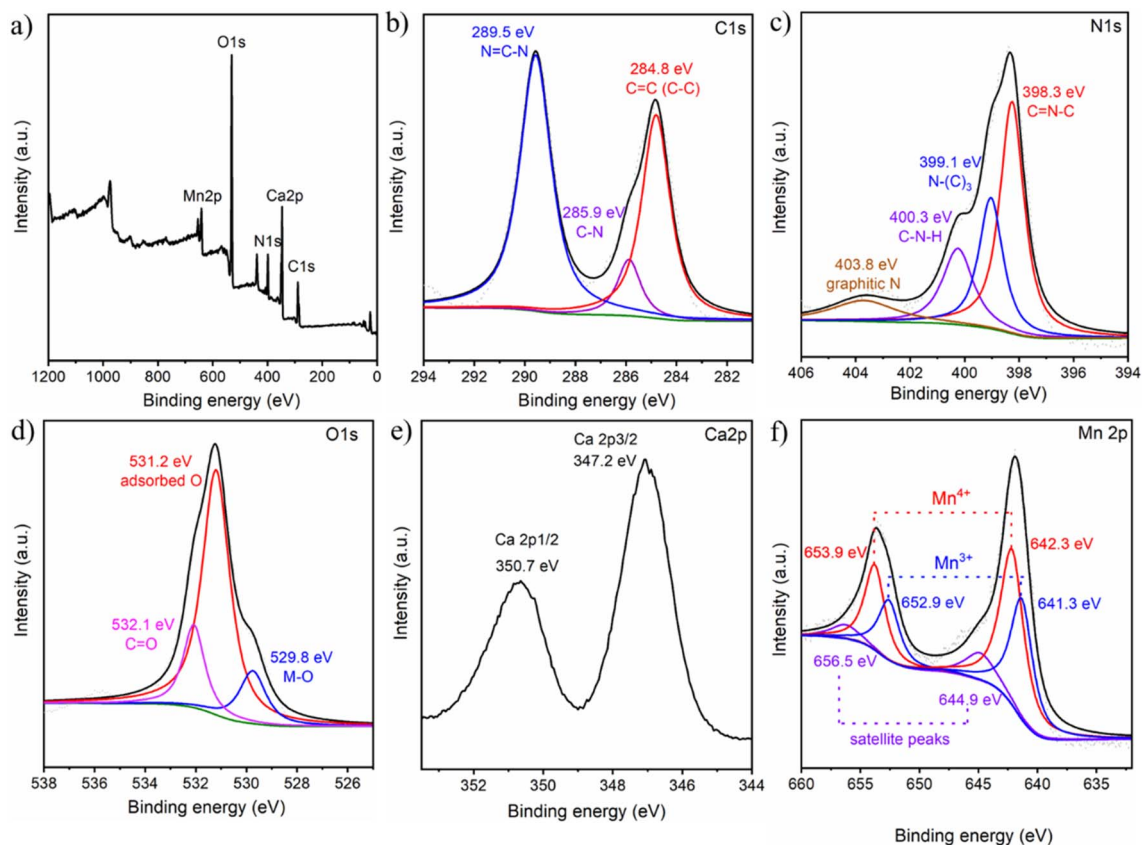 a)
O1s
Mn2p
Ca2p
N1s
C1s
Intensity (a.u.)
1200 1000 800 600 400 200 0
Binding energy (eV)
b)
C1s
289.5 eV
N=C-N
284.8 eV
C=C (C-C)
285.9 eV
C-N
Intensity (a.u.)
294 292 290 288 286 284 282
Binding energy (eV)
c)
N1s
398.3 eV
C=N-C
399.1 eV
N-(C)3
400.3 eV
C-N-H
403.8 eV
graphitic N
Intensity (a.u.)
406 404 402 400 398 396 394
Binding energy (eV)
d)
O1s
531.2 eV
adsorbed O
532.1 eV
C=O
529.8 eV
M-O
Intensity (a.u.)
538 536 534 532 530 528 526
Binding energy (eV)
e)
Ca2p
Ca 2p3/2
347.2 eV
Ca 2p1/2
350.7 eV
Intensity (a.u.)
352 350 348 346 344
Binding energy (eV)
f)
Mn 2p
Mn4+
653.9 eV
642.3 eV
Mn3+
652.9 eV
641.3 eV
656.5 eV
644.9 eV
satellite peaks
Intensity (a.u.)
660 655 650 645 640 635
Binding energy (eV)